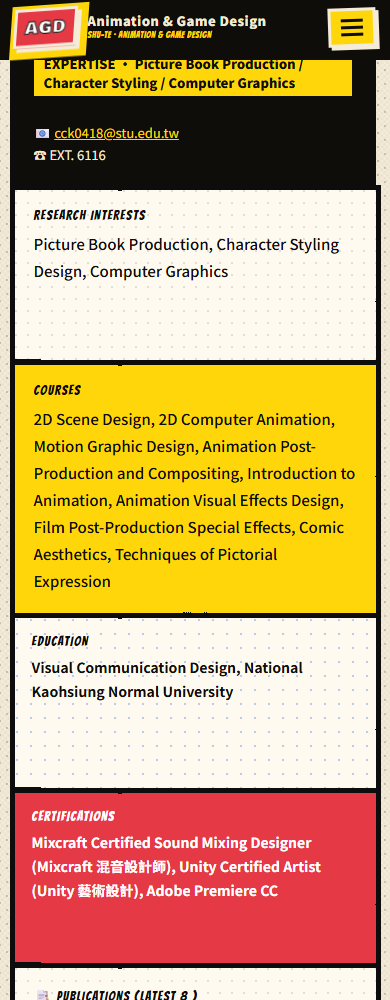 AGD
Animation & Game Design
SHU-TE • ANIMATION & GAME DESIGN
EXPERTISE • Picture Book Production /
Character Styling / Computer Graphics
cck0418@stu.edu.tw
☎ EXT. 6116
RESEARCH INTERESTS
Picture Book Production, Character Styling
Design, Computer Graphics
COURSES
2D Scene Design, 2D Computer Animation,
Motion Graphic Design, Animation Post-
Production and Compositing, Introduction to
Animation, Animation Visual Effects Design,
Film Post-Production Special Effects, Comic
Aesthetics, Techniques of Pictorial
Expression
EDUCATION
Visual Communication Design, National
Kaohsiung Normal University
CERTIFICATIONS
Mixcraft Certified Sound Mixing Designer
(Mixcraft 混音設計師), Unity Certified Artist
(Unity 藝術設計), Adobe Premiere CC
PUBLICATIONS (LATEST 8 )